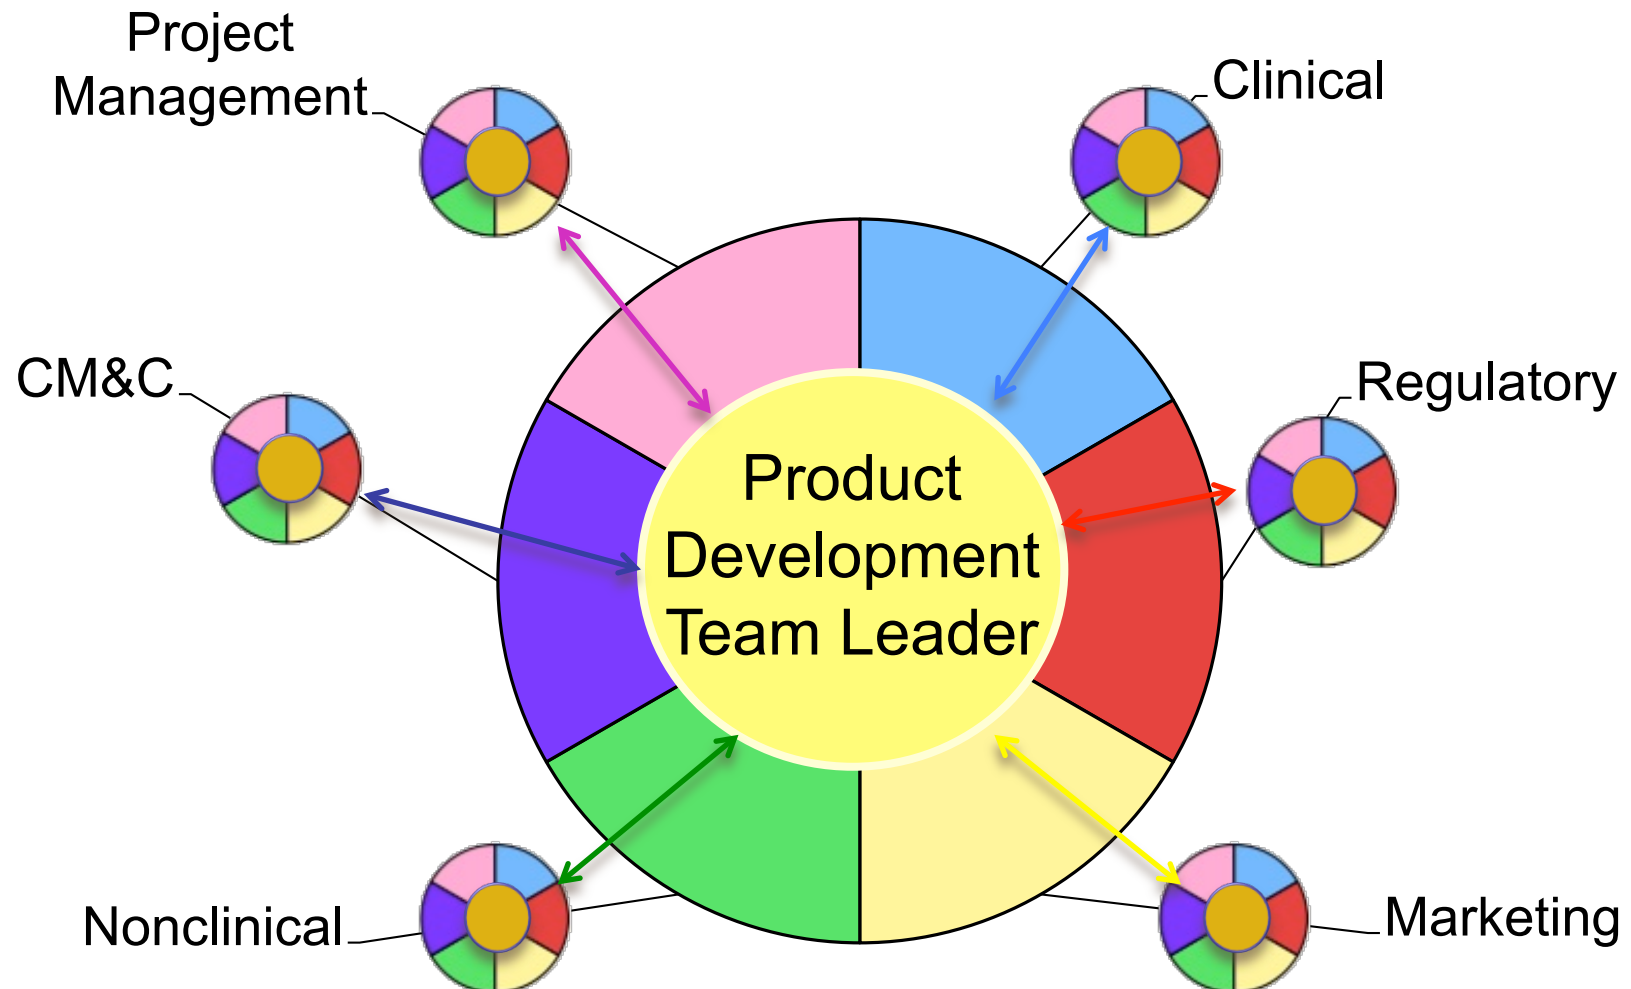 Project
Management
Clinical
CM&C
Regulatory
Product
Development
Team Leader
Nonclinical
Marketing